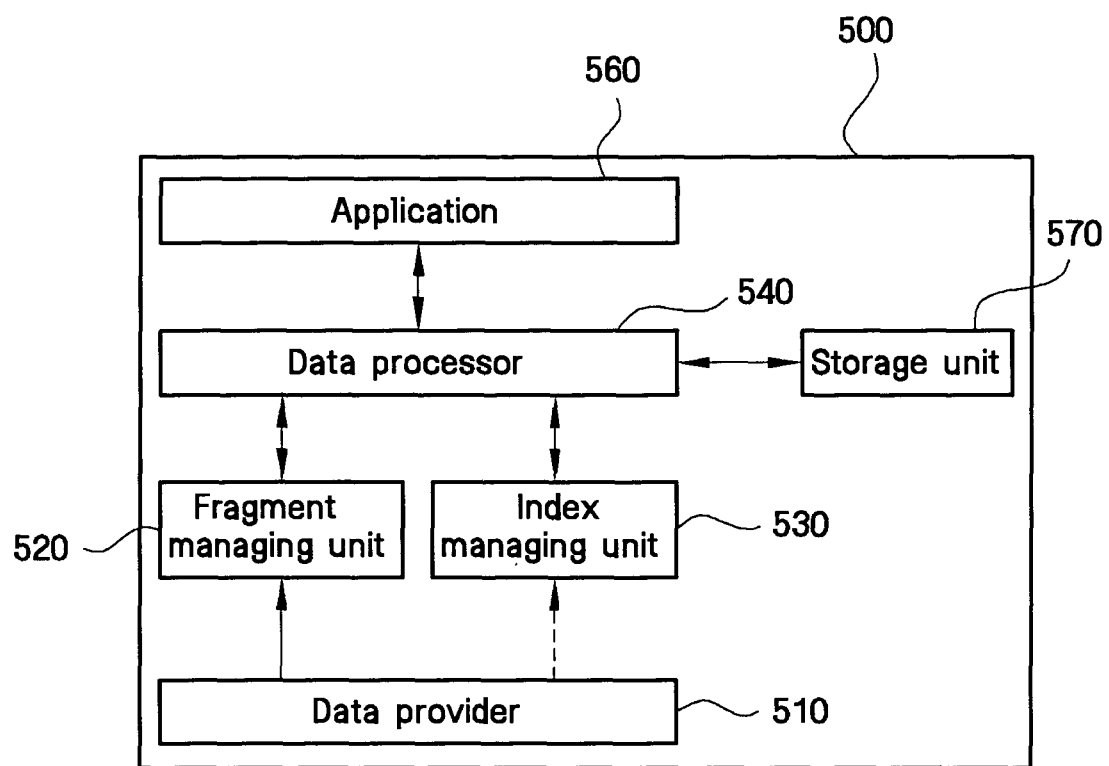 500
560
Application
570
540
Data processor
Storage unit
Fragment
managing unit
Index
managing unit
520
530
Data provider
510